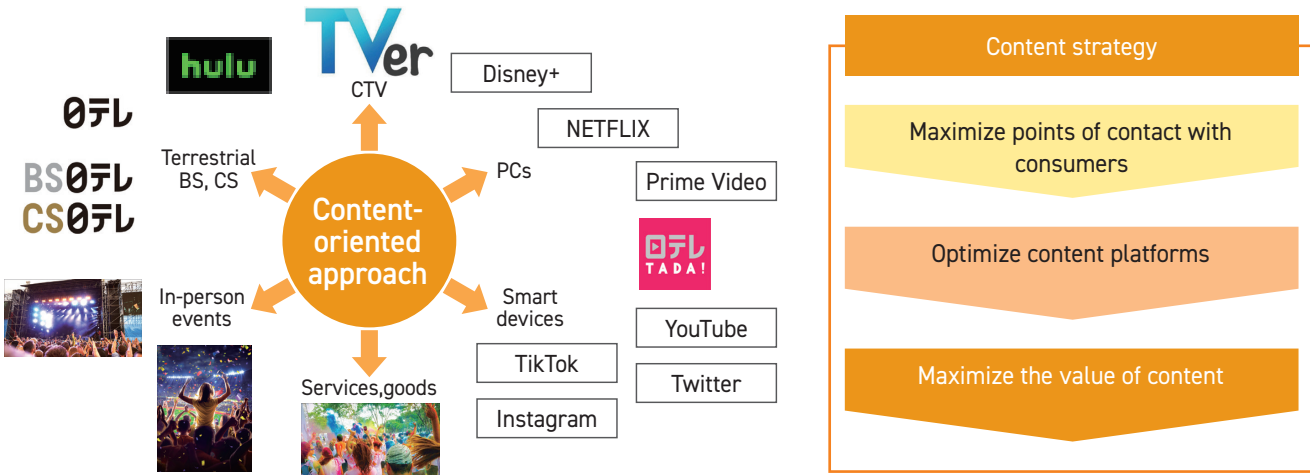 hulu
TVer
CTV
Disney+
日テレ
NETFLIX
Terrestrial
BS, CS
PCs
BS日テレ
CS日テレ
Prime Video
Content-
oriented
approach
日テレ
TADA!
In-person
events
Smart
devices
YouTube
TikTok
Twitter
Services,goods
Instagram
Content strategy
Maximize points of contact with
consumers
Optimize content platforms
Maximize the value of content